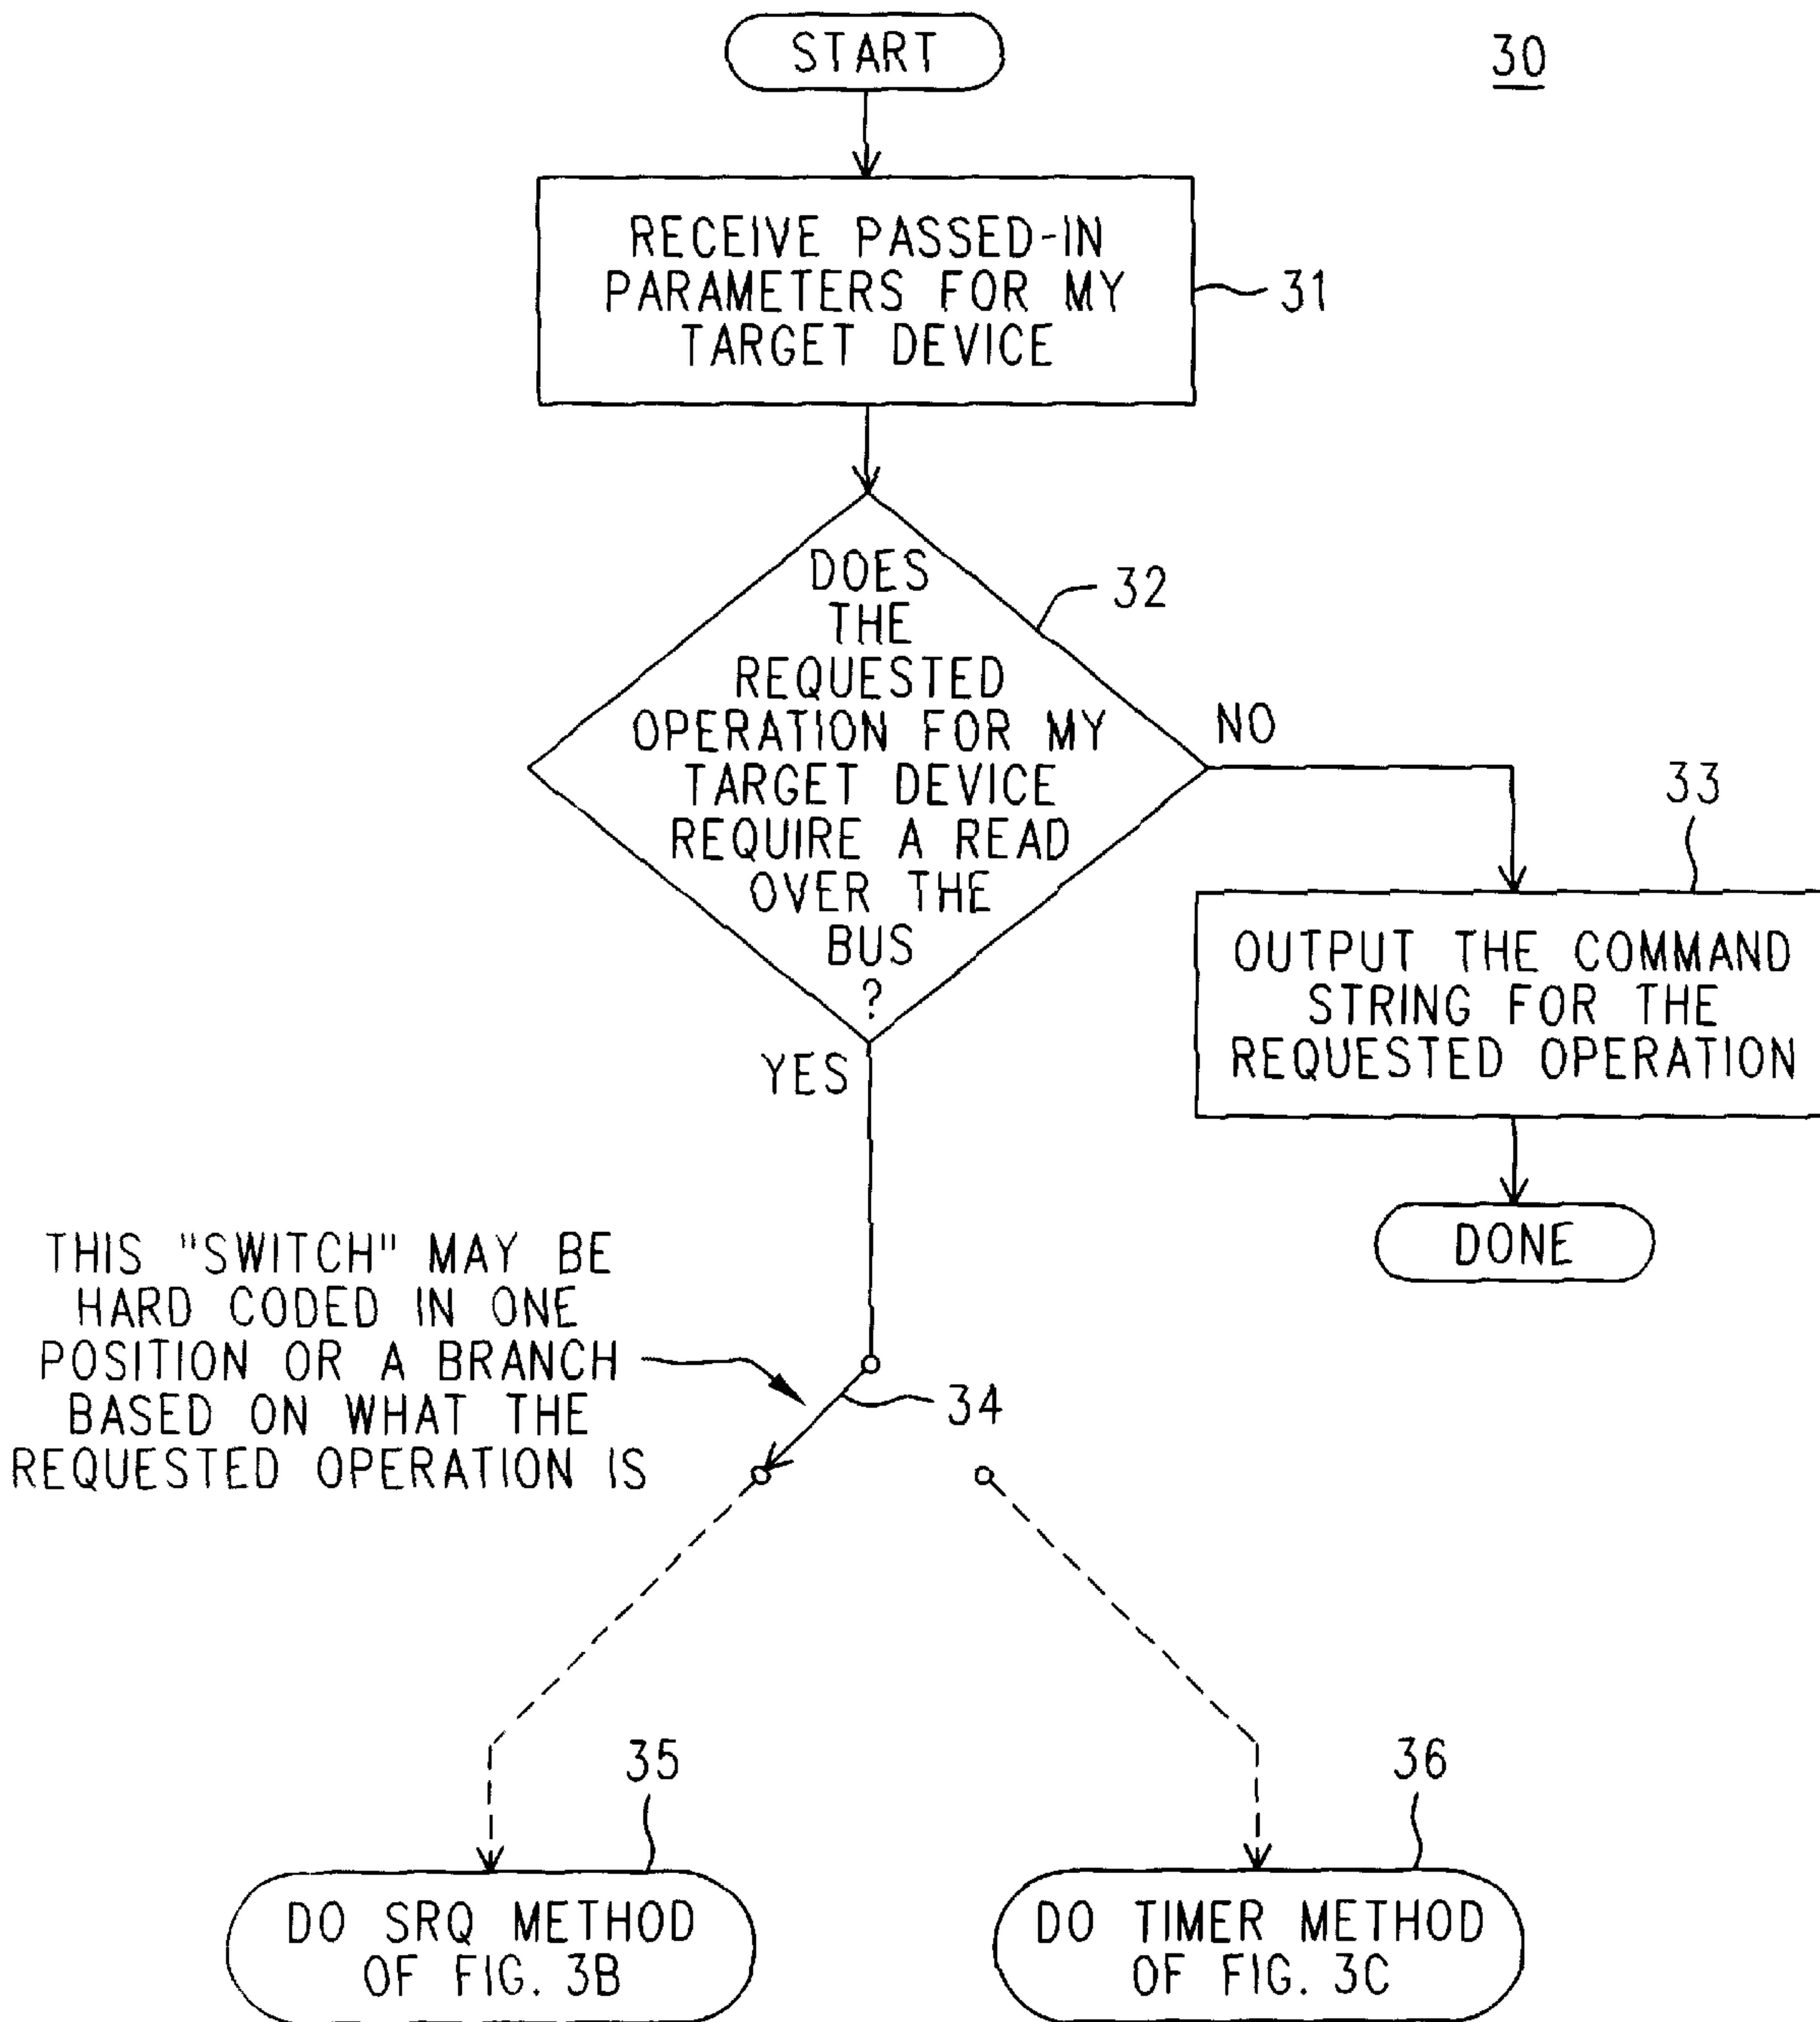 START
30
RECEIVE PASSED-IN
PARAMETERS FOR MY
TARGET DEVICE
31
DOES
THE
REQUESTED
OPERATION FOR MY
TARGET DEVICE
REQUIRE A READ
OVER THE
BUS
?
32
NO
33
OUTPUT THE COMMAND
STRING FOR THE
REQUESTED OPERATION
DONE
YES
THIS "SWITCH" MAY BE
HARD CODED IN ONE
POSITION OR A BRANCH
BASED ON WHAT THE
REQUESTED OPERATION IS
34
35
DO SRQ METHOD
OF FIG. 3B
36
DO TIMER METHOD
OF FIG. 3C